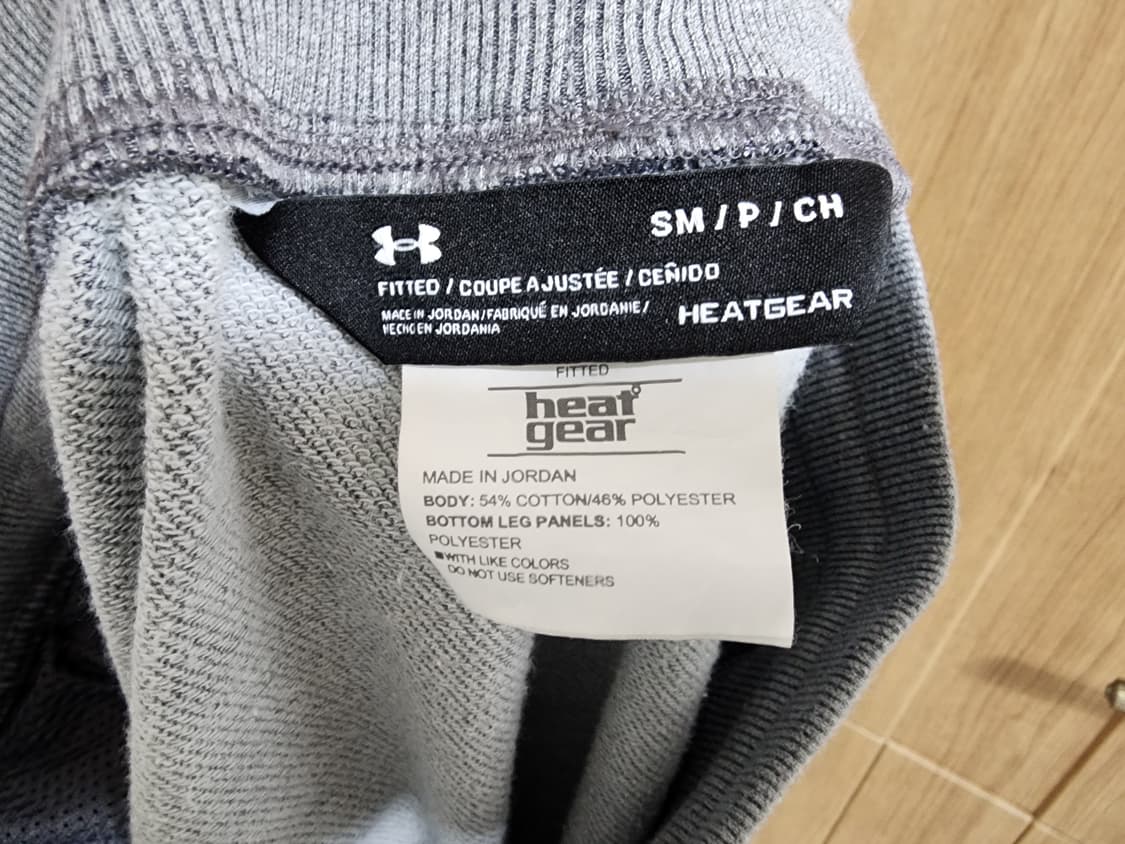 SM / P / CH
FITTED / COUPE AJUSTÉE / CEÑIDO
MADE IN JORDAN / FABRIQUÉ EN JORDANIE /
HECHO EN JORDANIA
HEATGEAR
FITTED
heat
gear
MADE IN JORDAN
BODY: 54% COTTON/46% POLYESTER
BOTTOM LEG PANELS: 100%
POLYESTER
WITH LIKE COLORS
DO NOT USE SOFTENERS